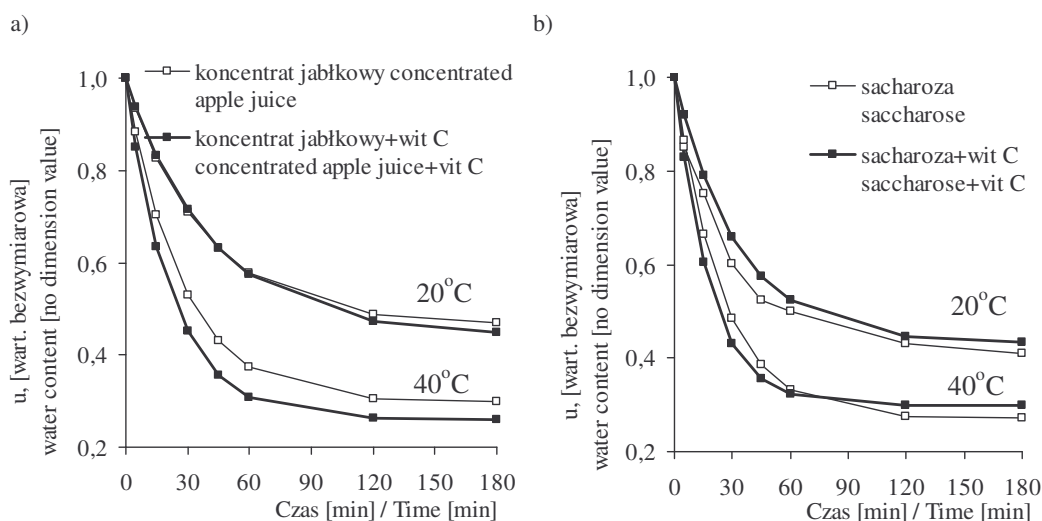 a)
1,0
0,8
0,6
0,4
0,2
u, [wart. bezwymiarowa]
water content [no dimension value]
koncentrat jabłkowy concentrated
apple juice
koncentrat jabłkowy+wit C
concentrated apple juice+vit C
20°C
40°C
0 30 60 90 120 150 180
Czas [min] / Time [min]
b)
1,0
0,8
0,6
0,4
0,2
u, [wart. bezwymiarowa]
water content [no dimension value]
sacharoza
saccharose
sacharoza+wit C
saccharose+vit C
20°C
40°C
0 30 60 90 120 150 180
Czas [min] / Time [min]